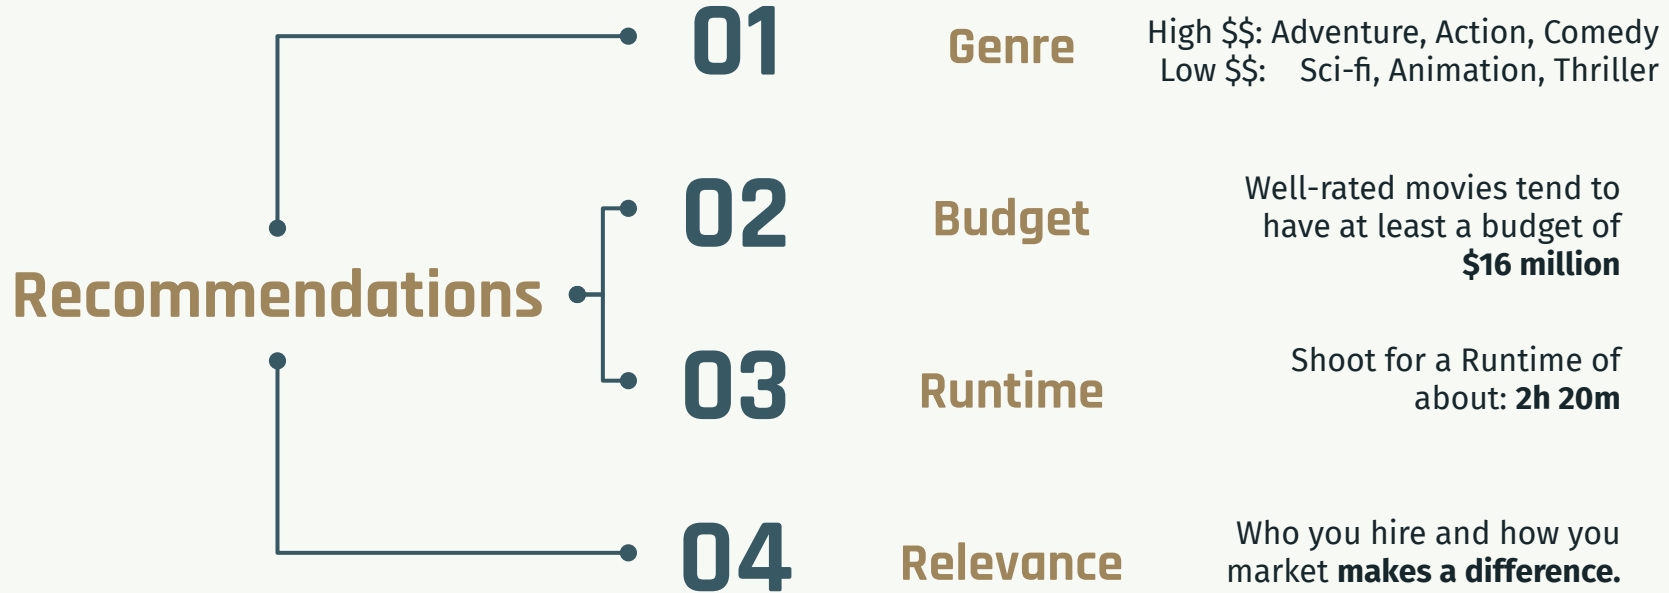 Recommendations
01
Genre
High $$: Adventure, Action, Comedy
Low $$: Sci-fi, Animation, Thriller
02
Budget
Well-rated movies tend to
have at least a budget of
$16 million
03
Runtime
Shoot for a Runtime of
about: 2h 20m
04
Relevance
Who you hire and how you
market makes a difference.